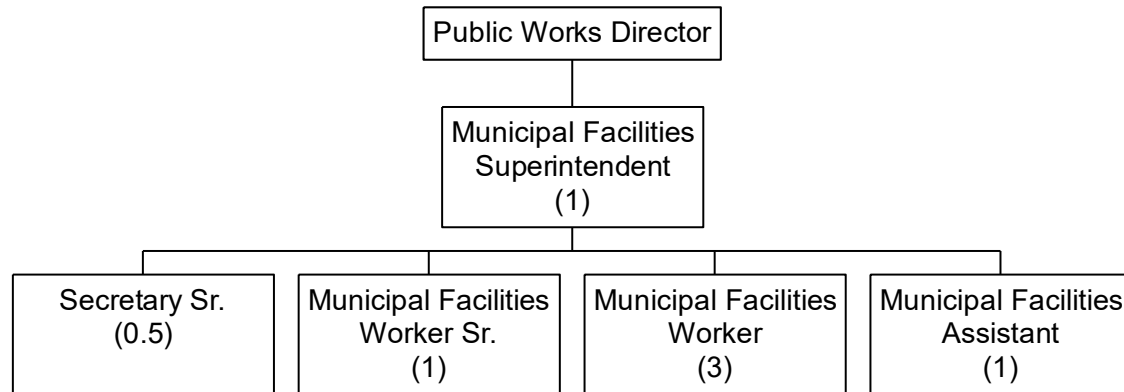 Public Works Director
Municipal Facilities
Superintendent
(1)
Secretary Sr.
(0.5)
Municipal Facilities
Worker Sr.
(1)
Municipal Facilities
Worker
(3)
Municipal Facilities
Assistant
(1)